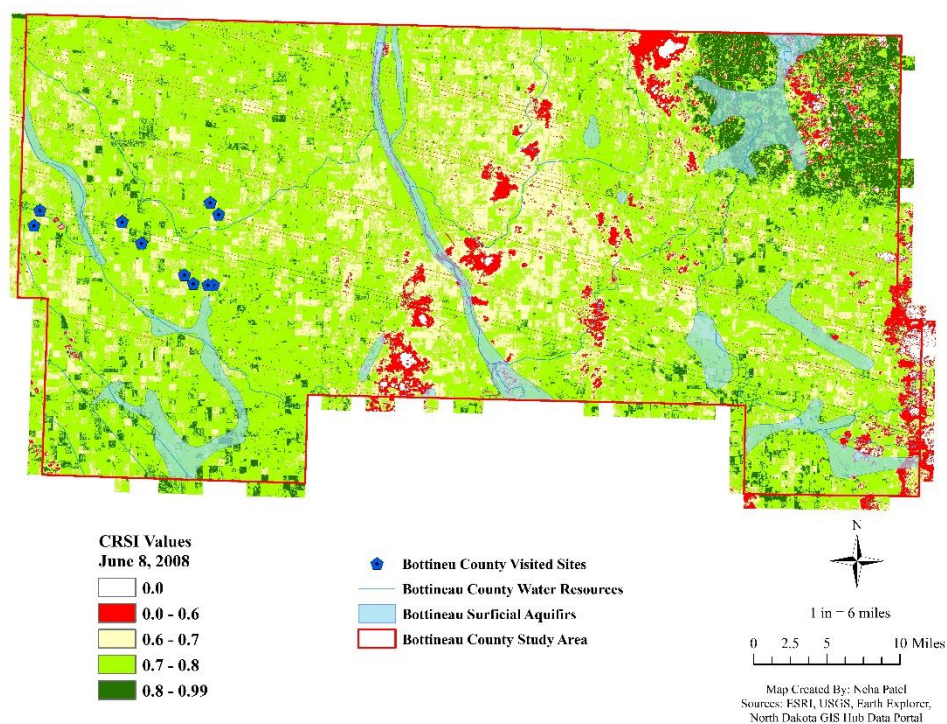 CRSI Values
June 8, 2008
0.0
0.0 - 0.6
0.6 - 0.7
0.7 - 0.8
0.8 - 0.99
Bottineu County Visited Sites
Bottineau County Water Resources
Bottineau Surficial Aquifirs
Bottineau County Study Area
N
1 in = 6 miles
0 2.5 5 10 Miles
Map Created By: Neha Patel
Sources: ESRI, USGS, Earth Explorer,
North Dakota GIS Hub Data Portal